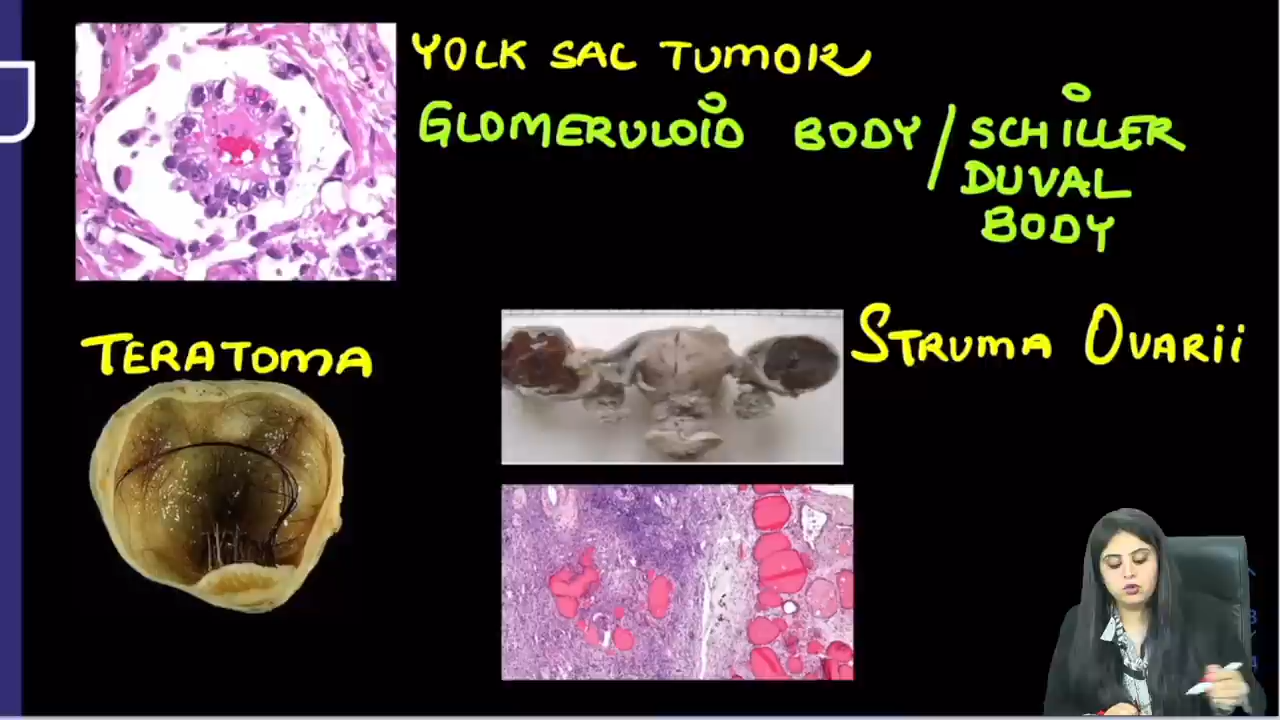 YOLK SAC TUMOR
GLOMERULOID BODY / SCHILLER
DUVAL
BODY
TERATOMA
STRUMA OVARII